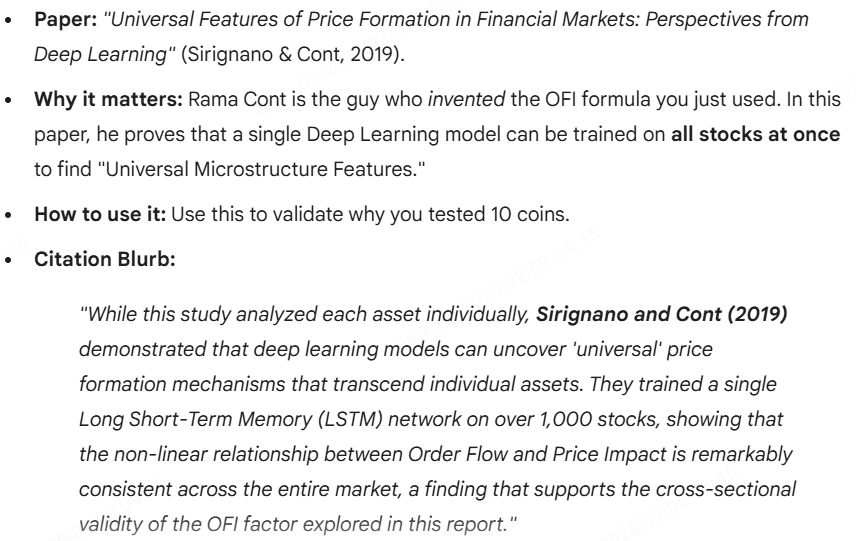 • Paper: "Universal Features of Price Formation in Financial Markets: Perspectives from
Deep Learning" (Sirignano & Cont, 2019).
• Why it matters: Rama Cont is the guy who invented the OFI formula you just used. In this
paper, he proves that a single Deep Learning model can be trained on all stocks at once
to find "Universal Microstructure Features."
• How to use it: Use this to validate why you tested 10 coins.
• Citation Blurb:
"While this study analyzed each asset individually, Sirignano and Cont (2019)
demonstrated that deep learning models can uncover 'universal' price
formation mechanisms that transcend individual assets. They trained a single
Long Short-Term Memory (LSTM) network on over 1,000 stocks, showing that
the non-linear relationship between Order Flow and Price Impact is remarkably
consistent across the entire market, a finding that supports the cross-sectional
validity of the OFI factor explored in this report."